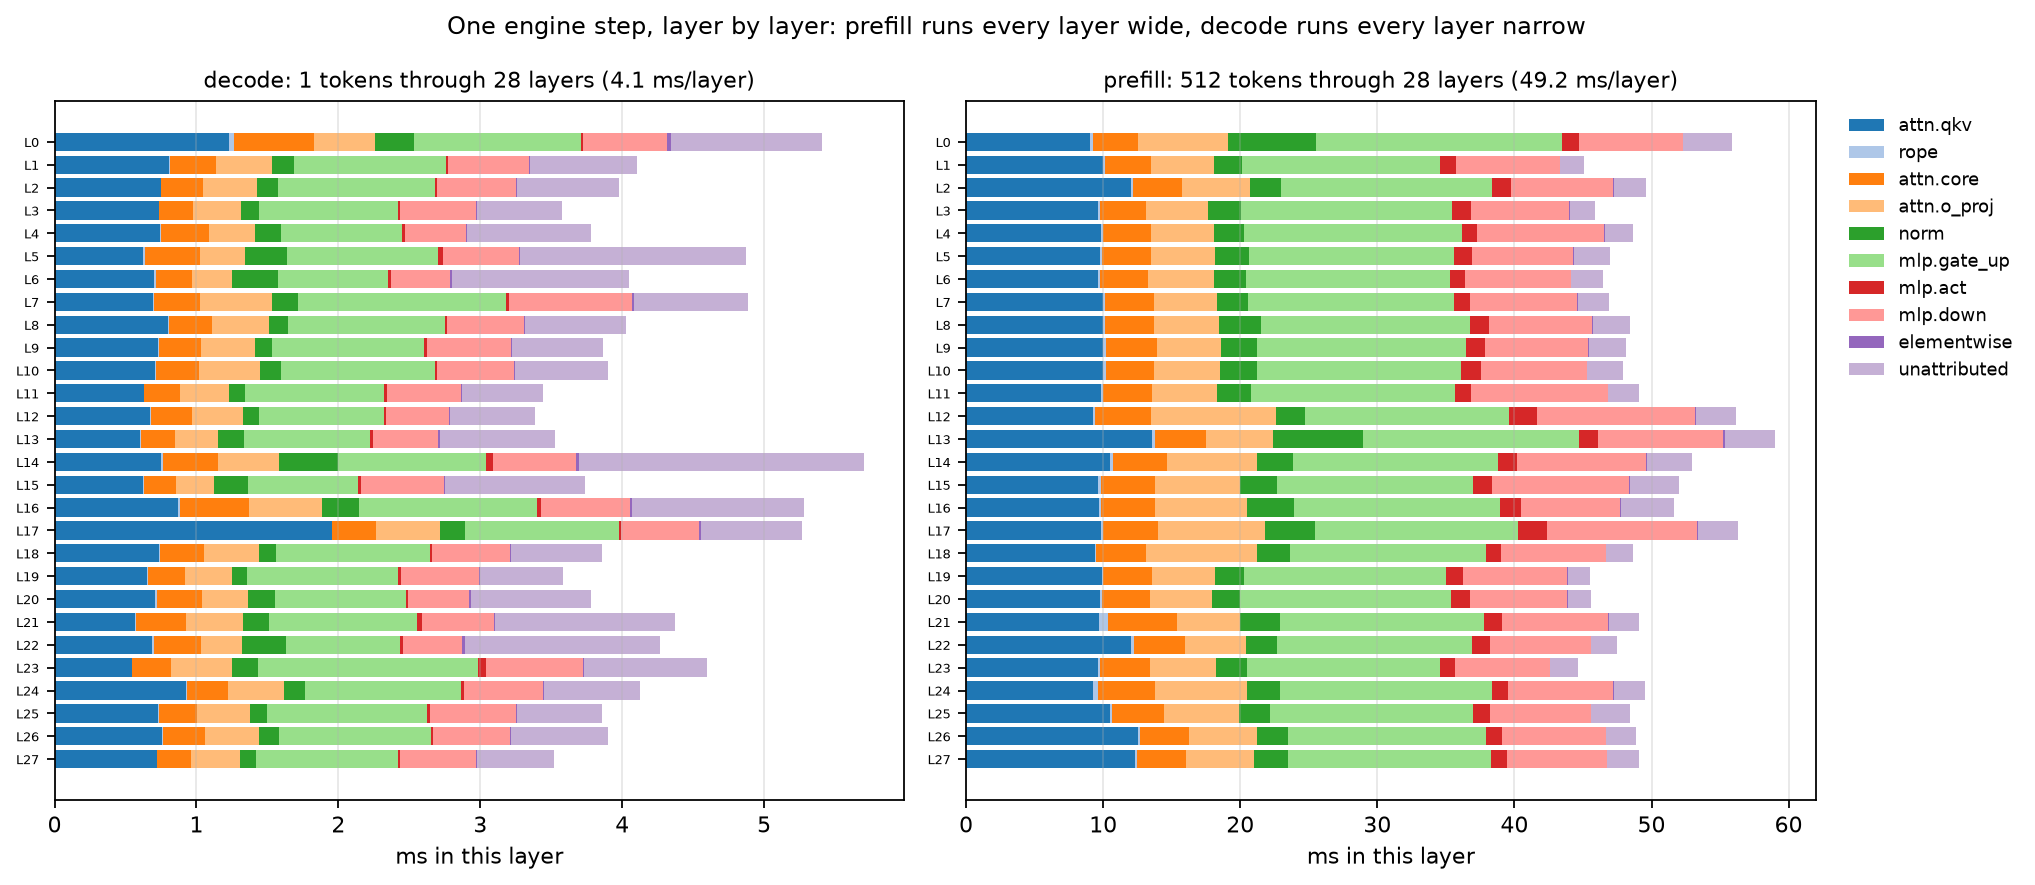 One engine step, layer by layer: prefill runs every layer wide, decode runs every layer narrow
decode: 1 tokens through 28 layers (4.1 ms/layer)
L0
L1
L2
L3
L4
L5
L6
L7
L8
L9
L10
L11
L12
L13
L14
L15
L16
L17
L18
L19
L20
L21
L22
L23
L24
L25
L26
L27
0 1 2 3 4 5
ms in this layer
prefill: 512 tokens through 28 layers (49.2 ms/layer)
L0
L1
L2
L3
L4
L5
L6
L7
L8
L9
L10
L11
L12
L13
L14
L15
L16
L17
L18
L19
L20
L21
L22
L23
L24
L25
L26
L27
0 10 20 30 40 50 60
ms in this layer
attn.qkv
rope
attn.core
attn.o_proj
norm
mlp.gate_up
mlp.act
mlp.down
elementwise
unattributed